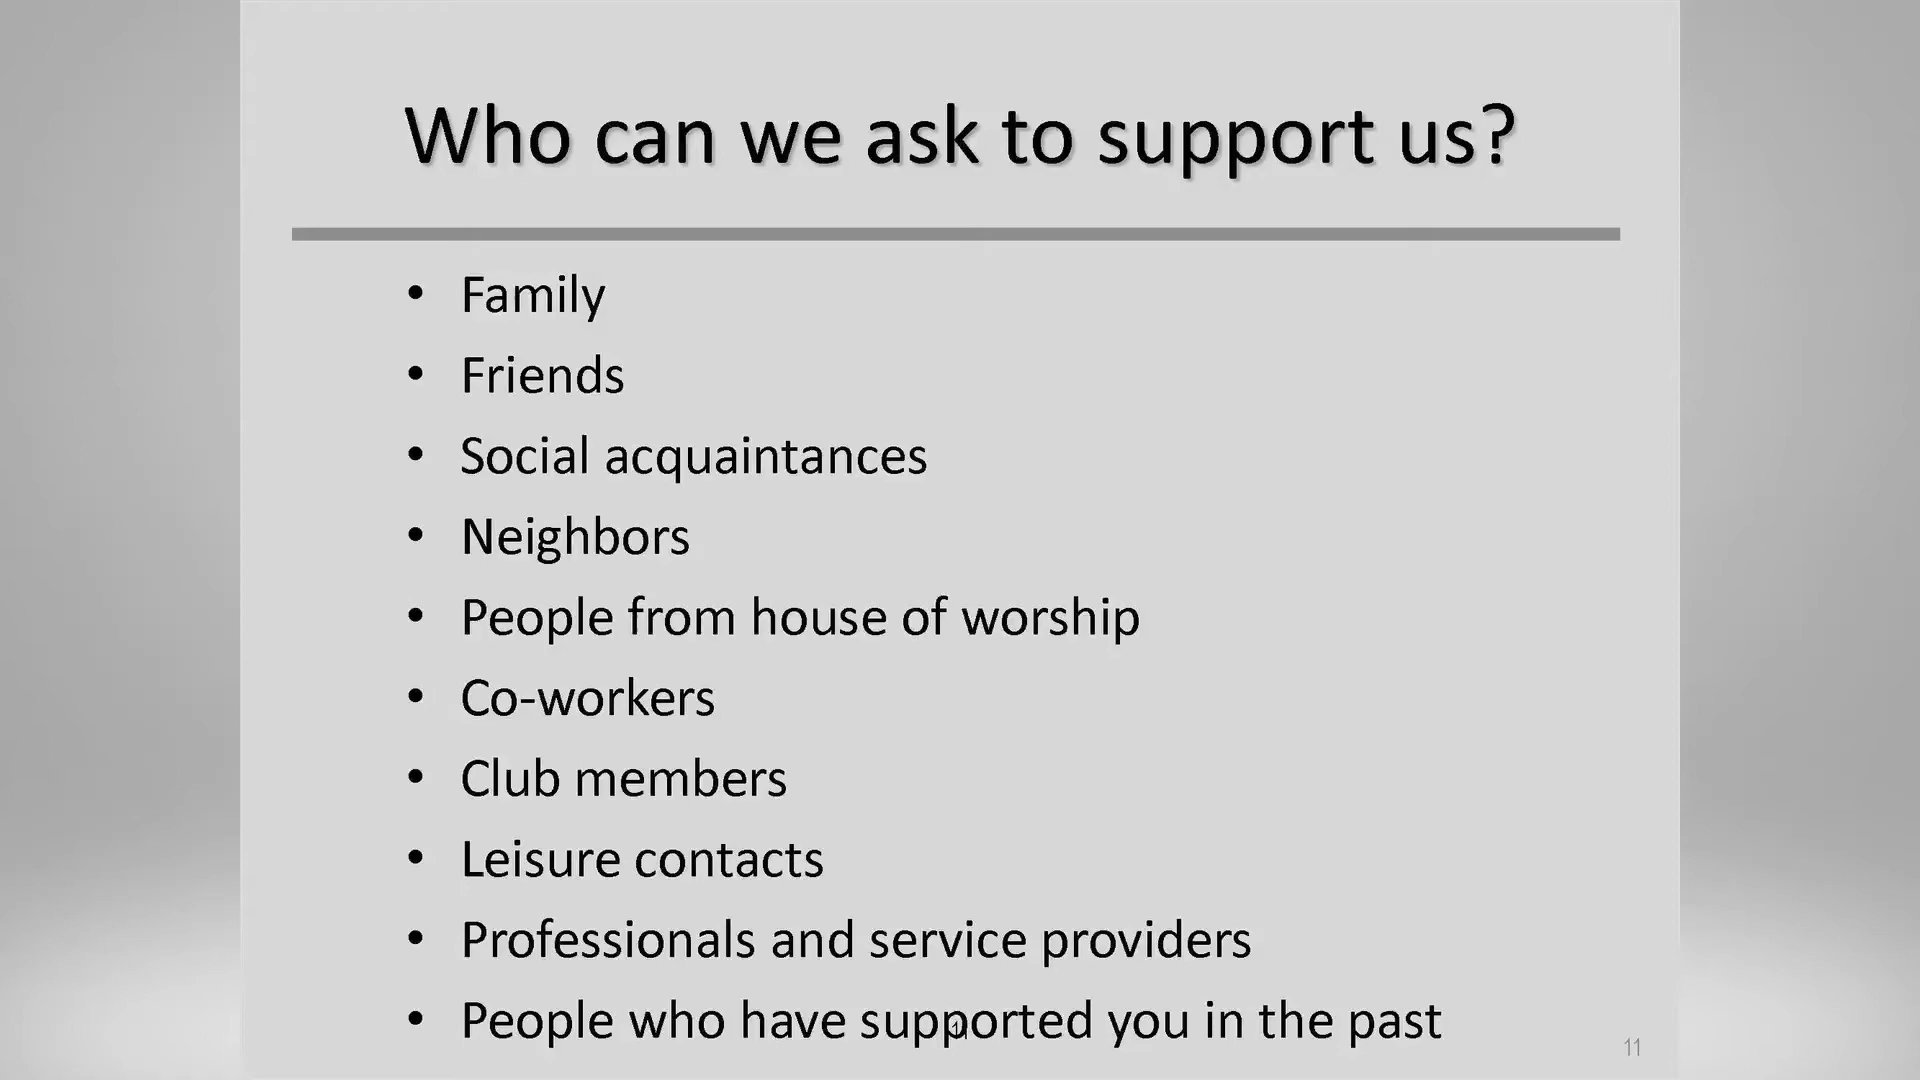 Who can we ask to support us?
• Family
• Friends
• Social acquaintances
• Neighbors
• People from house of worship
• Co-workers
• Club members
• Leisure contacts
• Professionals and service providers
• People who have supported you in the past
11